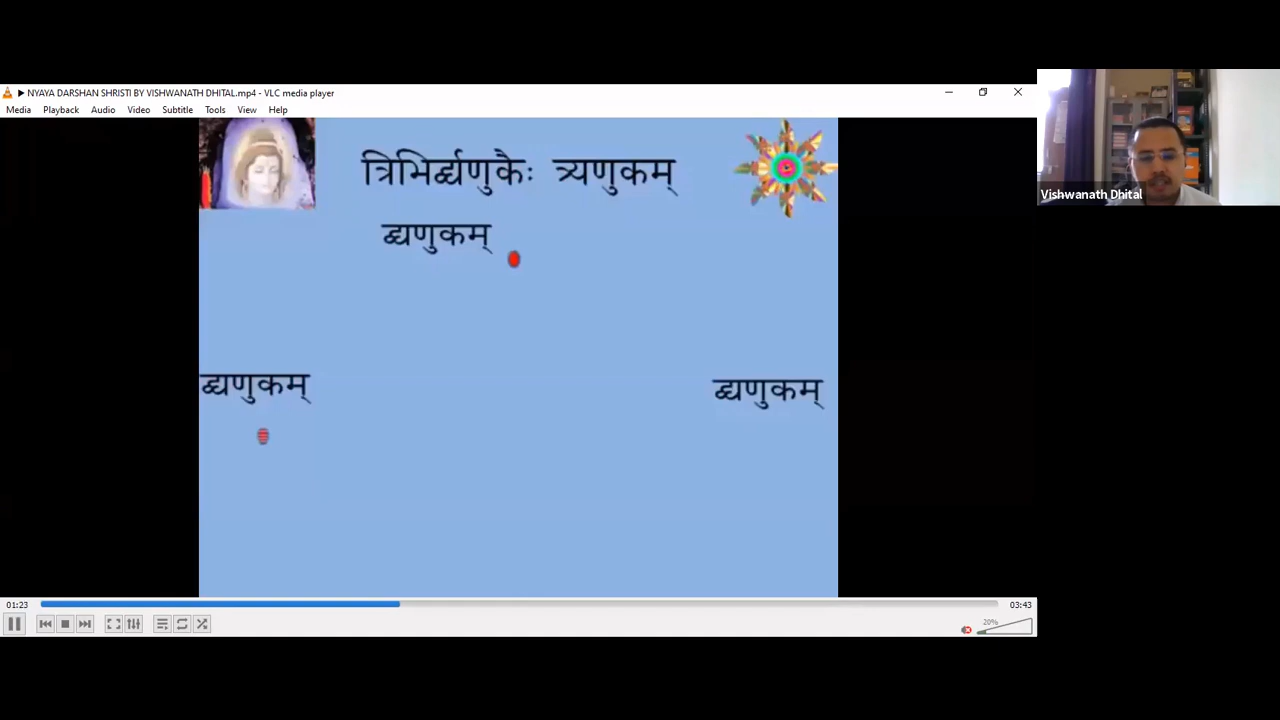 NYAYA DARSHAN SHRISTI BY VISHWANATH DHITAL.mp4 - VLC media player
Media Playback Audio Video Subtitle Tools View Help
त्रिभिर्द्व्यणुकैः त्र्यणुकम्
द्व्यणुकम्
Vishwanath Dhital
द्व्यणुकम् द्व्यणुकम्
01:23 03:43
20%